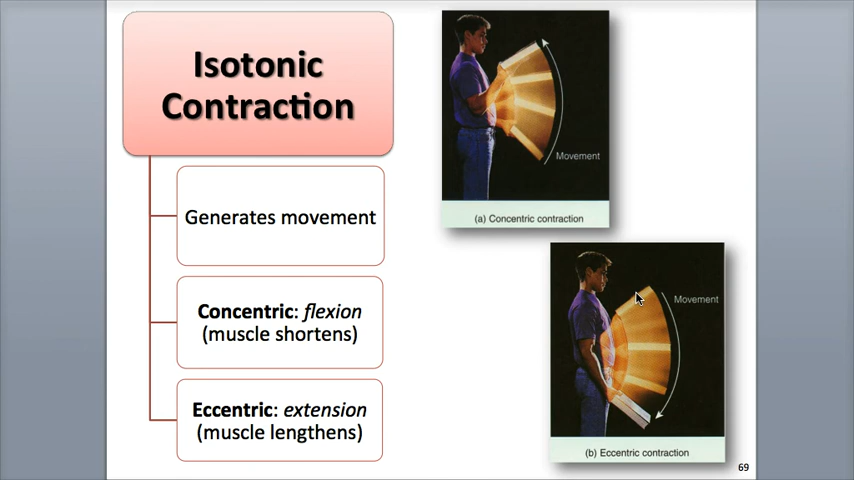 Isotonic
Contraction
Generates movement
Concentric: flexion
(muscle shortens)
Eccentric: extension
(muscle lengthens)
Movement
(a) Concentric contraction
Movement
(b) Eccentric contraction
69